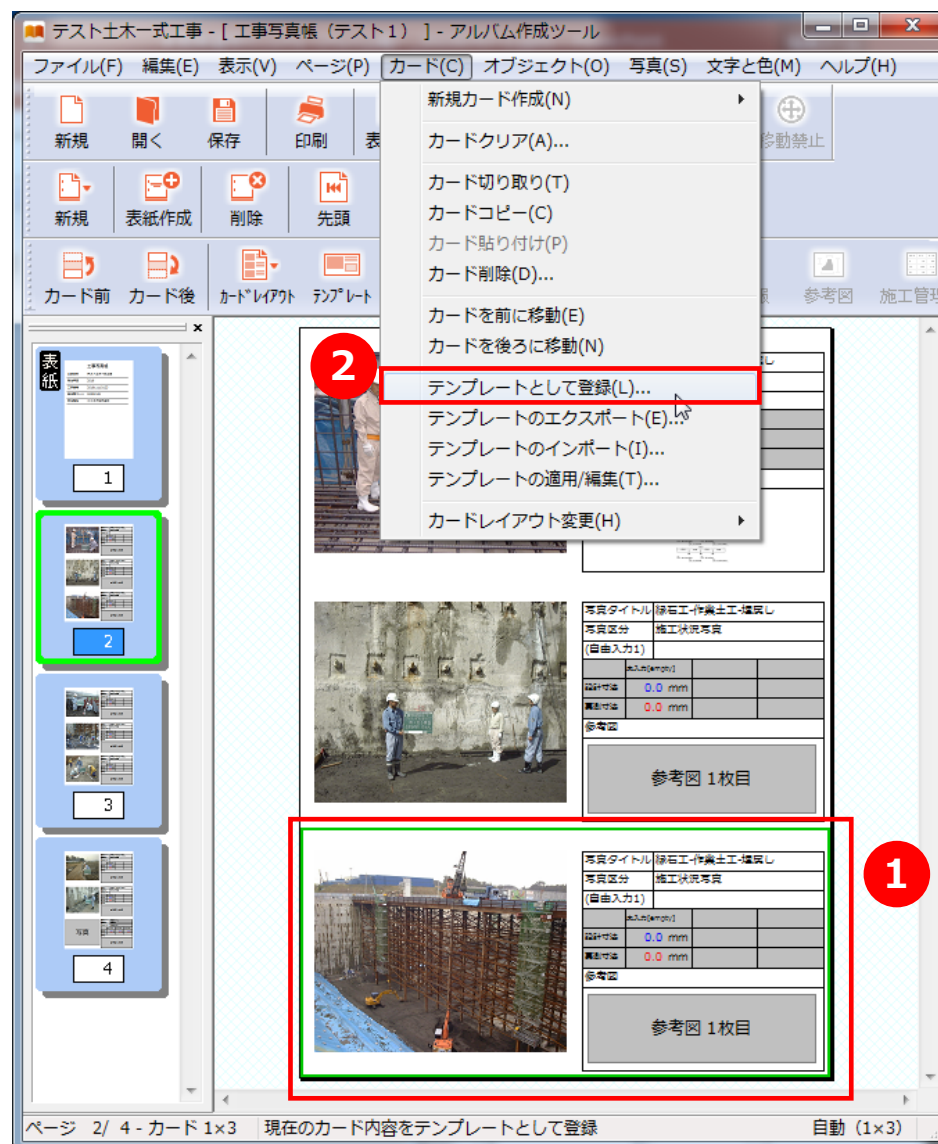 テスト土木一式工事 - [ 工事写真帳（テスト１） ] - アルバム作成ツール
ファイル(F) 編集(E) 表示(V) ページ(P) カード(C) オブジェクト(O) 写真(S) 文字と色(M) ヘルプ(H)
新規 開く 保存 印刷 表 移動禁止
新規 表紙作成 削除 先頭
カード前 カード後 ｶｰﾄﾞﾚｲｱｳﾄ ﾃﾝﾌﾟﾚｰﾄ 参考図 施工管理
新規カード作成(N)
カードクリア(A)...
カード切り取り(T)
カードコピー(C)
カード貼り付け(P)
カード削除(D)...
カードを前に移動(E)
カードを後ろに移動(N)
2
テンプレートとして登録(L)...
テンプレートのエクスポート(E)...
テンプレートのインポート(I)...
テンプレートの適用/編集(T)...
カードレイアウト変更(H)
表紙
1
2
3
写真
4
写真タイトル 縁石工-作業土工-埋戻し
写真区分 施工状況写真
(自由入力1)
未入力[empty]
設計寸法 0.0 mm
実測寸法 0.0 mm
参考図
参考図 1枚目
1
写真タイトル 縁石工-作業土工-埋戻し
写真区分 施工状況写真
(自由入力1)
未入力[empty]
設計寸法 0.0 mm
実測寸法 0.0 mm
参考図
参考図 1枚目
ページ 2/ 4 - カード 1×3 現在のカード内容をテンプレートとして登録 自動（1×3）